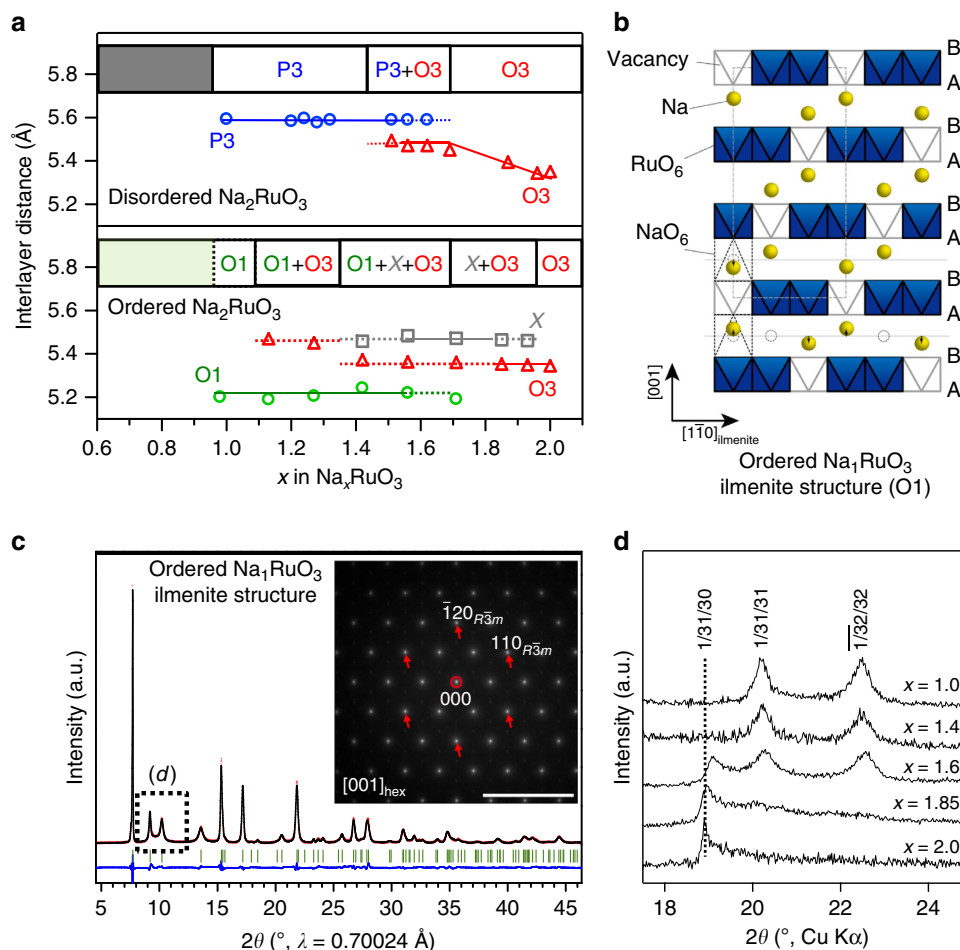 a
Interlayer distance (Å)
5.8
5.6
5.4
5.2
5.8
5.6
5.4
5.2
P3
P3+O3
O3
P3
O3
Disordered Na₂RuO₃
O1
O1+O3
O1+X+O3
X+O3
O3
Ordered Na₂RuO₃
X
O1
O3
0.6
0.8
1.0
1.2
1.4
1.6
1.8
2.0
x in NaₓRuO₃
b
Vacancy
Na
RuO₆
NaO₆
B
A
B
A
B
A
B
A
B
A
[001]
[11̄0]ilmenite
Ordered Na₁RuO₃
ilmenite structure (O1)
c
Intensity (a.u.)
Ordered Na₁RuO₃
ilmenite structure
(d)
1̄20R3̄m
110R3̄m
000
[001]hex
5
10
15
20
25
30
35
40
45
2θ (°, λ = 0.70024 Å)
d
Intensity (a.u.)
1/31/30
1/31/31
1̅/̅32/32
x = 1.0
x = 1.4
x = 1.6
x = 1.85
x = 2.0
18
20
22
24
2θ (°, Cu Kα)